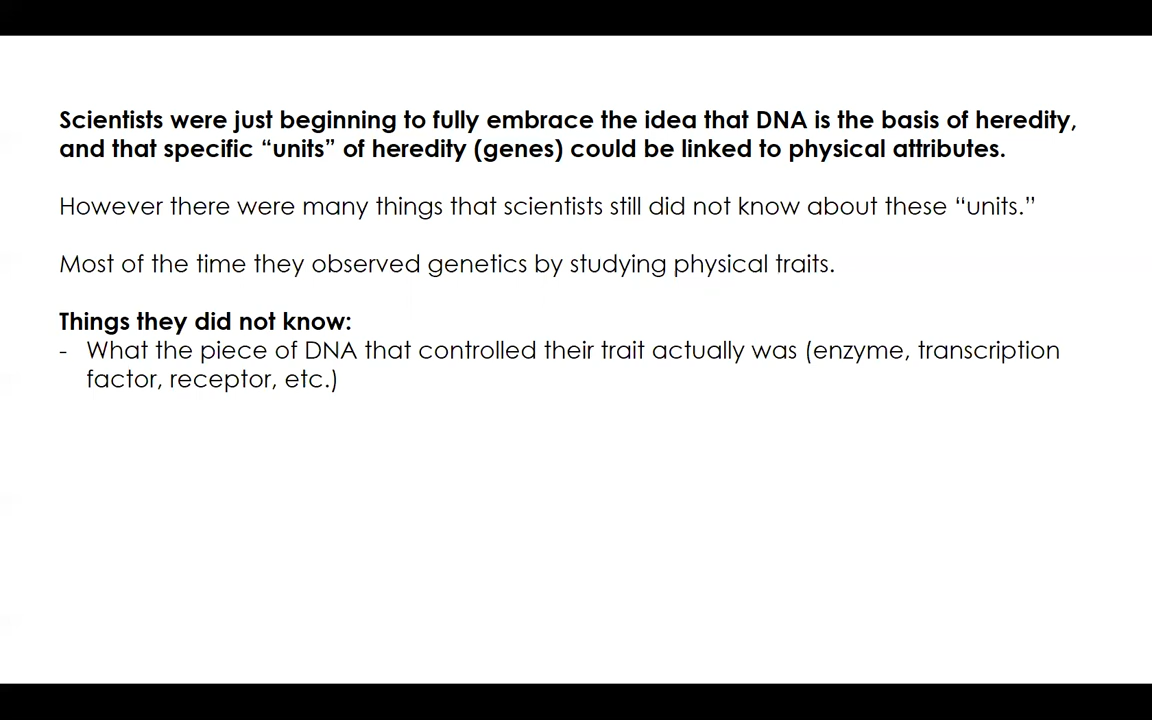 Scientists were just beginning to fully embrace the idea that DNA is the basis of heredity,
and that specific “units” of heredity (genes) could be linked to physical attributes.
However there were many things that scientists still did not know about these “units.”
Most of the time they observed genetics by studying physical traits.
Things they did not know:
- What the piece of DNA that controlled their trait actually was (enzyme, transcription
factor, receptor, etc.)